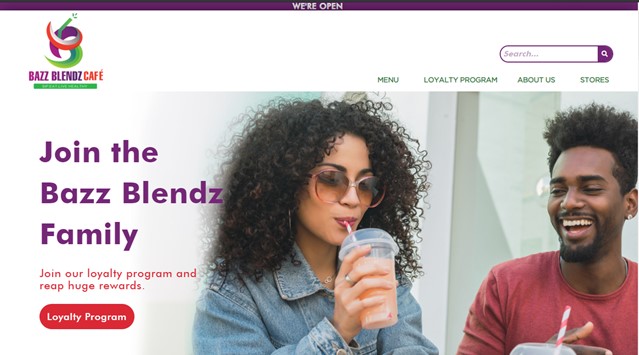 WE'RE OPEN
BAZZ BLENDZ CAFÉ
Search...
MENU LOYALTY PROGRAM ABOUT US STORES
Join the
Bazz Blendz
Family
Join our loyalty program and
reap huge rewards.
Loyalty Program